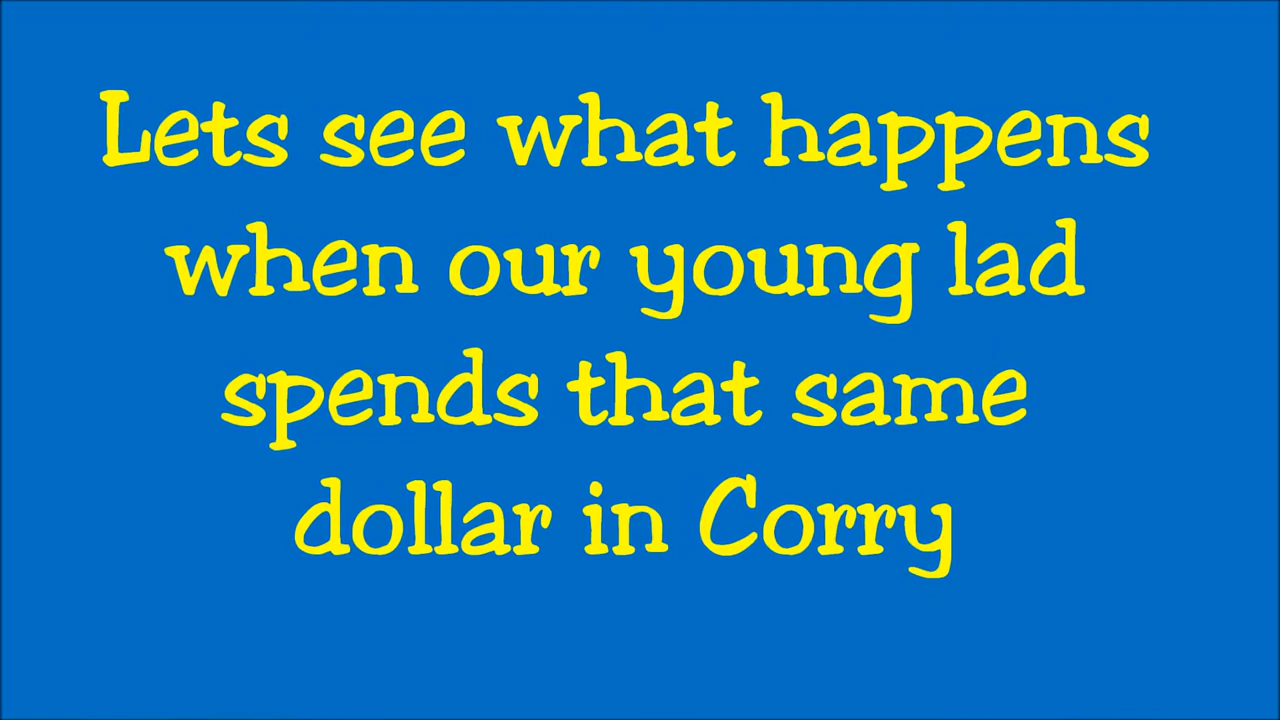 Lets see what happens
when our young lad
spends that same
dollar in Corry